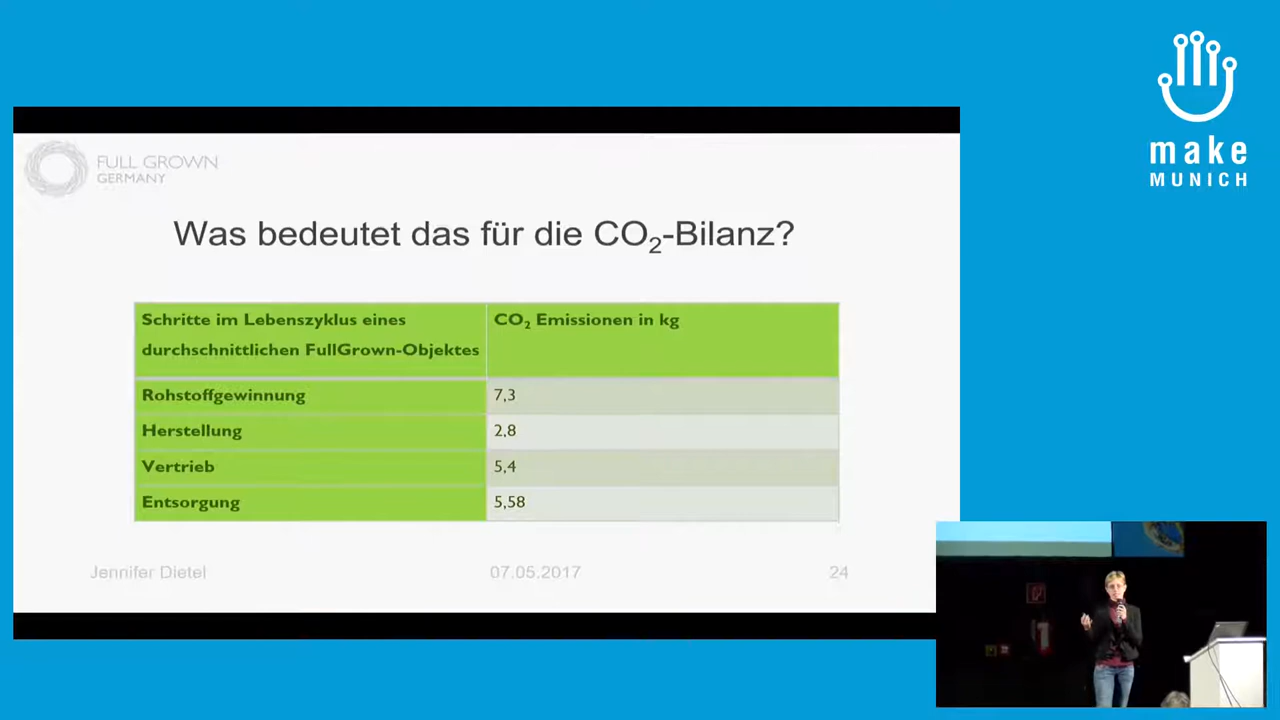 make
MUNICH
FULL GROWN
GERMANY
Was bedeutet das für die CO₂-Bilanz?
Schritte im Lebenszyklus eines
durchschnittlichen FullGrown-Objektes
CO₂ Emissionen in kg
Rohstoffgewinnung
7,3
Herstellung
2,8
Vertrieb
5,4
Entsorgung
5,58
Jennifer Dietel
07.05.2017
24